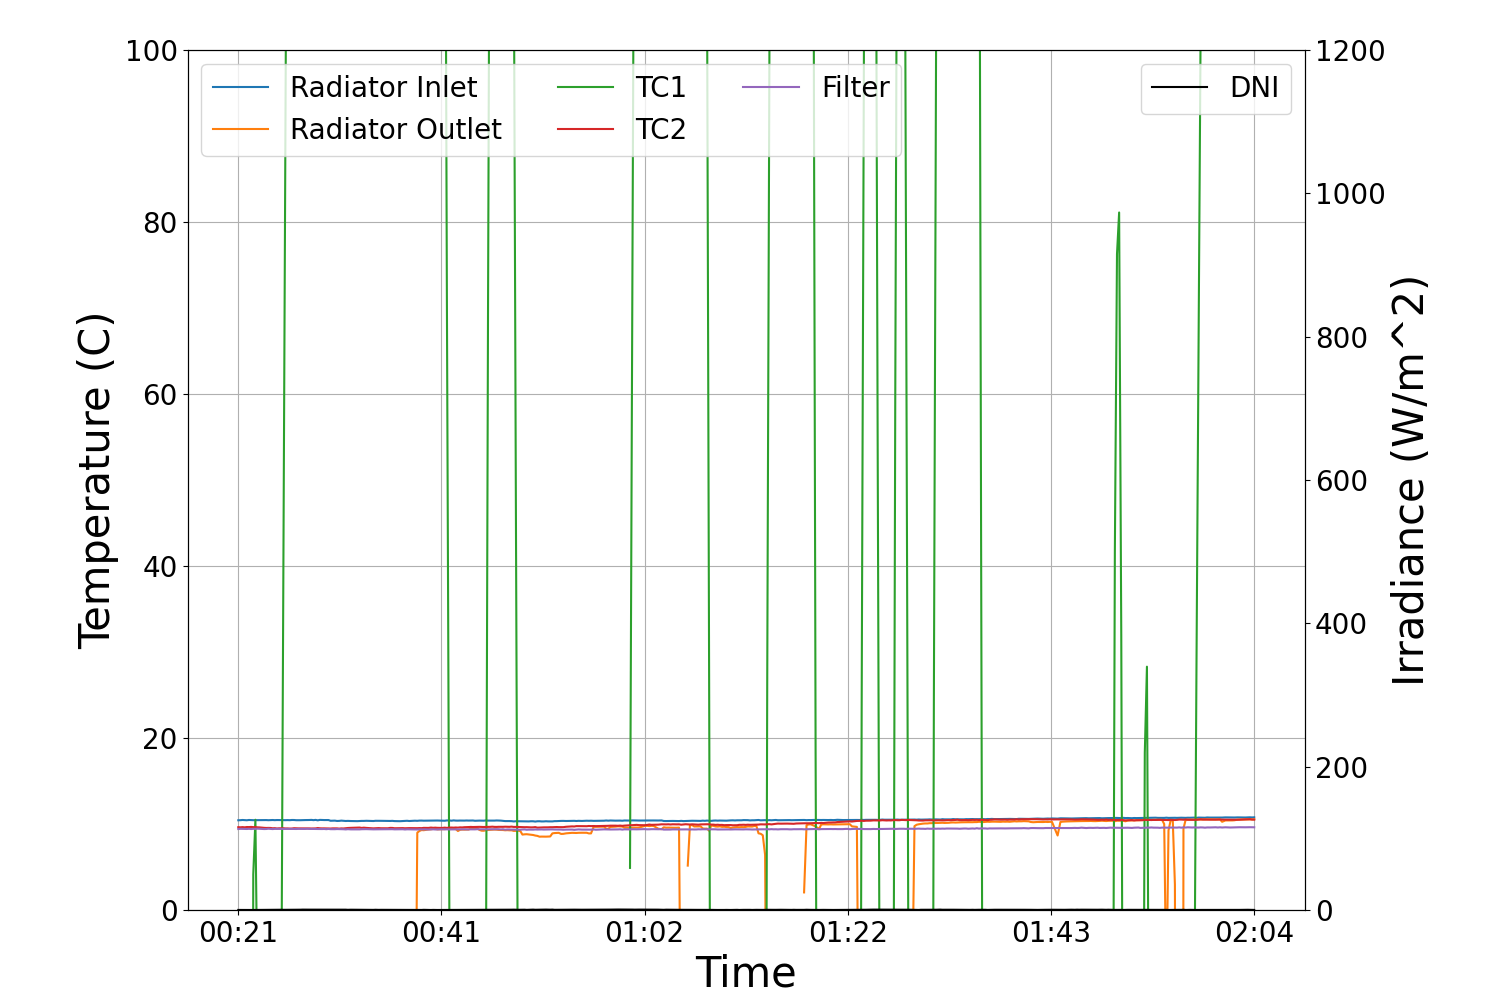 100
80
60
40
20
0
Temperature (C)
Radiator Inlet
Radiator Outlet
TC1
TC2
Filter
DNI
1200
1000
800
600
400
200
0
Irradiance (W/m^2)
00:21 00:41 01:02 01:22 01:43 02:04
Time